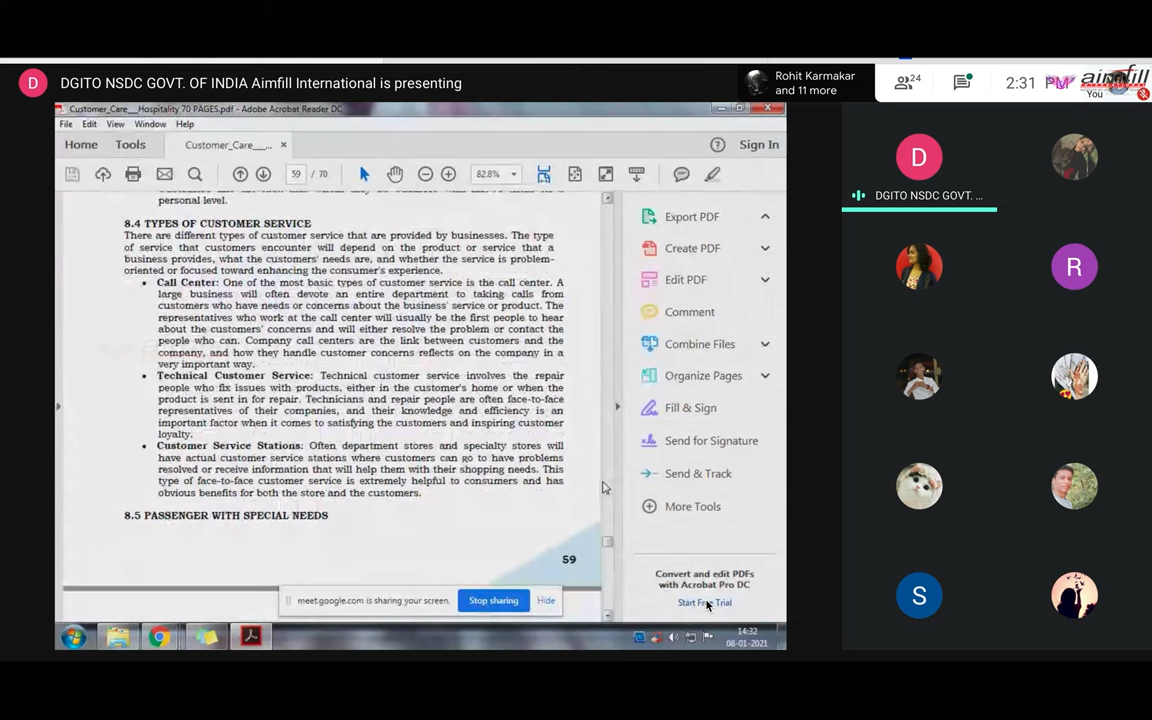 DGITO NSDC GOVT. OF INDIA Aimfill International is presenting
Rohit Karmakar
and 11 more
24
2:31 PM
aimfill
You
Customer_Care__Hospitality 70 PAGES.pdf - Adobe Acrobat Reader DC
File Edit View Window Help
Home Tools Customer_Care___... × Sign In
59 / 70 82.8%
personal level.
8.4 TYPES OF CUSTOMER SERVICE
There are different types of customer service that are provided by businesses. The type
of service that customers encounter will depend on the product or service that a
business provides, what the customers' needs are, and whether the service is problem-
oriented or focused toward enhancing the consumer's experience.
• Call Center: One of the most basic types of customer service is the call center. A
large business will often devote an entire department to taking calls from
customers who have needs or concerns about the business' service or product. The
representatives who work at the call center will usually be the first people to hear
about the customers' concerns and will either resolve the problem or contact the
people who can. Company call centers are the link between customers and the
company, and how they handle customer concerns reflects on the company in a
very important way.
• Technical Customer Service: Technical customer service involves the repair
people who fix issues with products, either in the customer's home or when the
product is sent in for repair. Technicians and repair people are often face-to-face
representatives of their companies, and their knowledge and efficiency is an
important factor when it comes to satisfying the customers and inspiring customer
loyalty.
• Customer Service Stations: Often department stores and specialty stores will
have actual customer service stations where customers can go to have problems
resolved or receive information that will help them with their shopping needs. This
type of face-to-face customer service is extremely helpful to consumers and has
obvious benefits for both the store and the customers.
8.5 PASSENGER WITH SPECIAL NEEDS
59
Export PDF
Create PDF
Edit PDF
Comment
Combine Files
Organize Pages
Fill & Sign
Send for Signature
Send & Track
More Tools
Convert and edit PDFs
with Acrobat Pro DC
Start Free Trial
meet.google.com is sharing your screen. Stop sharing Hide
14:32
08-01-2021
D
D
DGITO NSDC GOVT. ...
R
S